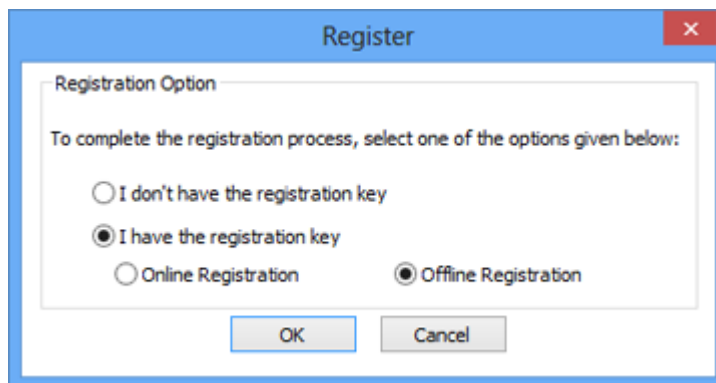 Register
Registration Option
To complete the registration process, select one of the options given below:
I don't have the registration key
I have the registration key
Online Registration Offline Registration
OK Cancel